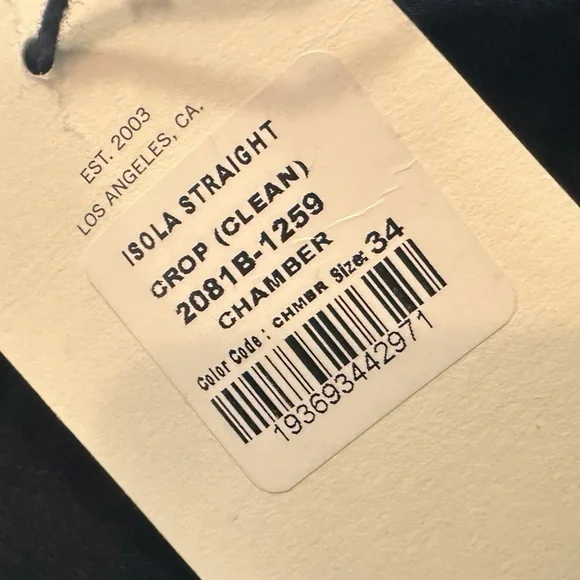 EST. 2003
LOS ANGELES, CA.
ISOLA STRAIGHT
CROP (CLEAN)
2081B-1259
CHAMBER
Color Code : CHMBR Size: 34
193693442971